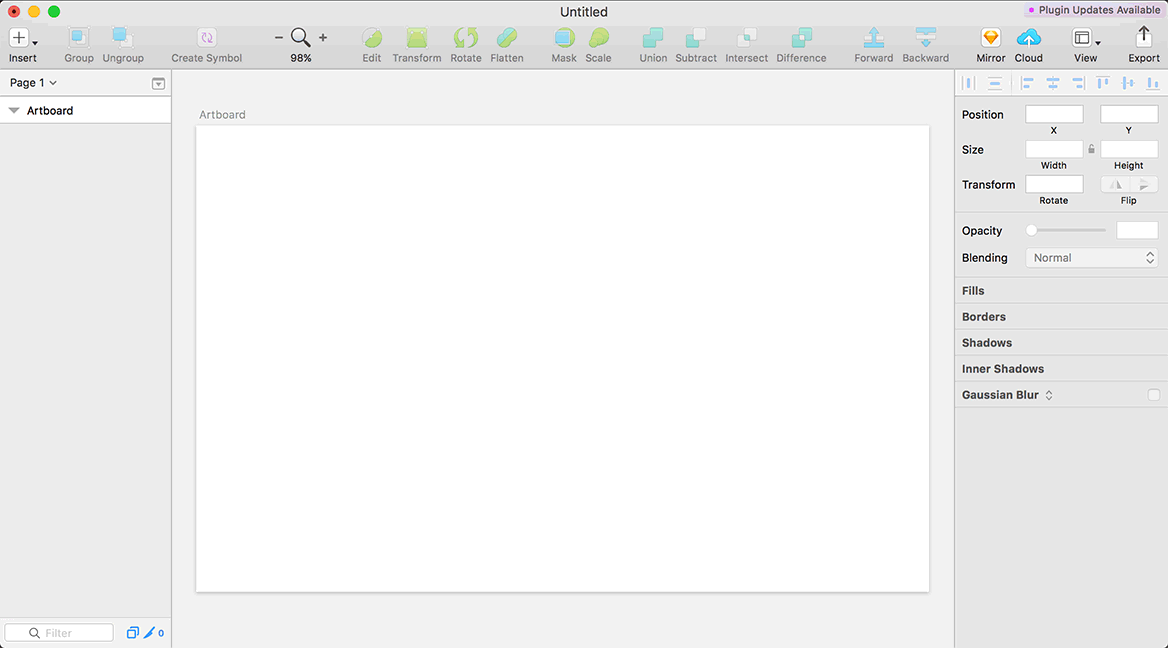 Untitled
Plugin Updates Available
Insert
Group
Ungroup
Create Symbol
98%
Edit
Transform
Rotate
Flatten
Mask
Scale
Union
Subtract
Intersect
Difference
Forward
Backward
Mirror
Cloud
View
Export
Page 1
Artboard
Artboard
Position
X
Y
Size
Width
Height
Transform
Rotate
Flip
Opacity
Blending
Normal
Fills
Borders
Shadows
Inner Shadows
Gaussian Blur
Filter
0